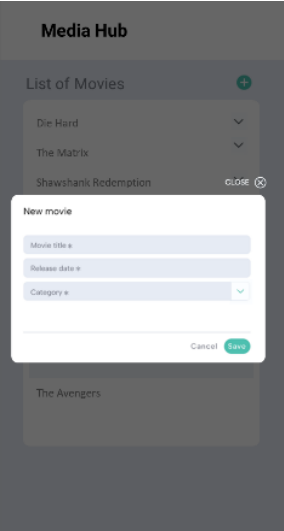 Media Hub
List of Movies
Die Hard
The Matrix
Shawshank Redemption
CLOSE
New movie
Movie title *
Release date *
Category *
Cancel Save
The Avengers